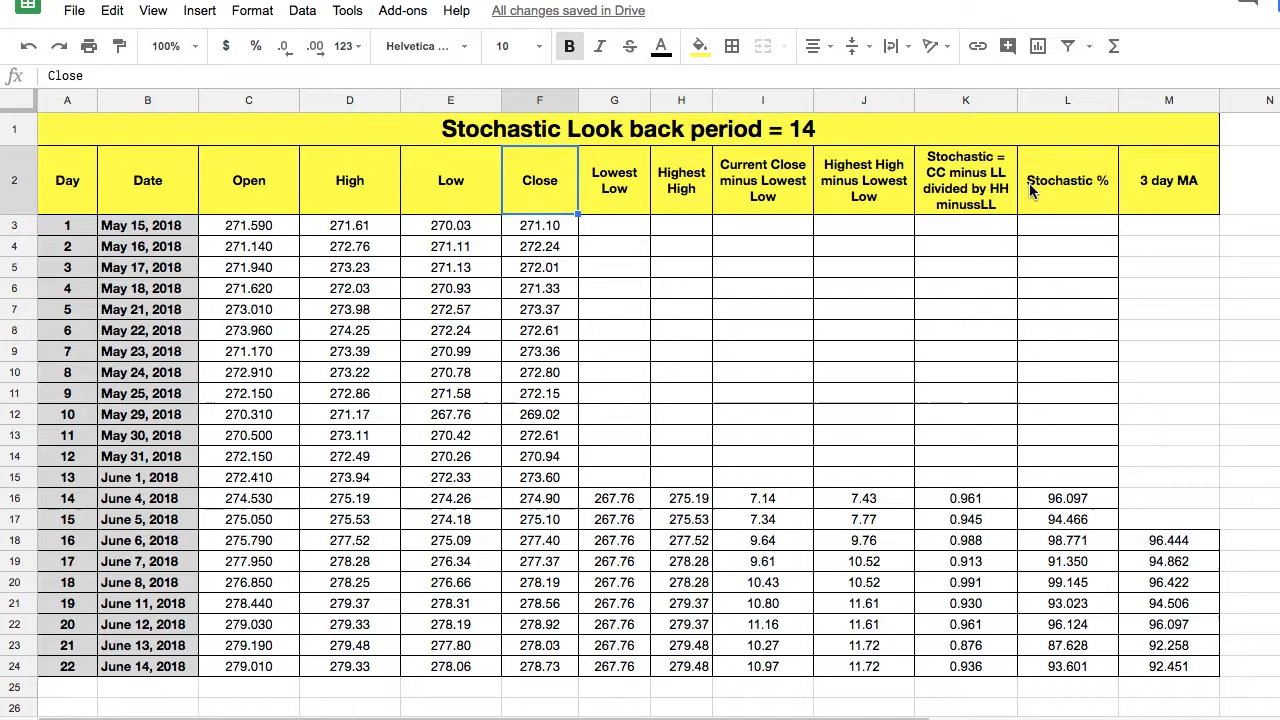 File Edit View Insert Format Data Tools Add-ons Help All changes saved in Drive
100% $ % .0 .00 123 Helvetica ... 10 B I S A Σ
fx Close
A B C D E F G H I J K L M N
1 Stochastic Look back period = 14
2 Day Date Open High Low Close Lowest Low Highest High Current Close minus Lowest Low Highest High minus Lowest Low Stochastic = CC minus LL divided by HH minussLL Stochastic % 3 day MA
3 1 May 15, 2018 271.590 271.61 270.03 271.10
4 2 May 16, 2018 271.140 272.76 271.11 272.24
5 3 May 17, 2018 271.940 273.23 271.13 272.01
6 4 May 18, 2018 271.620 272.03 270.93 271.33
7 5 May 21, 2018 273.010 273.98 272.57 273.37
8 6 May 22, 2018 273.960 274.25 272.24 272.61
9 7 May 23, 2018 271.170 273.39 270.99 273.36
10 8 May 24, 2018 272.910 273.22 270.78 272.80
11 9 May 25, 2018 272.150 272.86 271.58 272.15
12 10 May 29, 2018 270.310 271.17 267.76 269.02
13 11 May 30, 2018 270.500 273.11 270.42 272.61
14 12 May 31, 2018 272.150 272.49 270.26 270.94
15 13 June 1, 2018 272.410 273.94 272.33 273.60
16 14 June 4, 2018 274.530 275.19 274.26 274.90 267.76 275.19 7.14 7.43 0.961 96.097
17 15 June 5, 2018 275.050 275.53 274.18 275.10 267.76 275.53 7.34 7.77 0.945 94.466
18 16 June 6, 2018 275.790 277.52 275.09 277.40 267.76 277.52 9.64 9.76 0.988 98.771 96.444
19 17 June 7, 2018 277.950 278.28 276.34 277.37 267.76 278.28 9.61 10.52 0.913 91.350 94.862
20 18 June 8, 2018 276.850 278.25 276.66 278.19 267.76 278.28 10.43 10.52 0.991 99.145 96.422
21 19 June 11, 2018 278.440 279.37 278.31 278.56 267.76 279.37 10.80 11.61 0.930 93.023 94.506
22 20 June 12, 2018 279.030 279.33 278.19 278.92 267.76 279.37 11.16 11.61 0.961 96.124 96.097
23 21 June 13, 2018 279.190 279.48 277.80 278.03 267.76 279.48 10.27 11.72 0.876 87.628 92.258
24 22 June 14, 2018 279.010 279.33 278.06 278.73 267.76 279.48 10.97 11.72 0.936 93.601 92.451
25
26